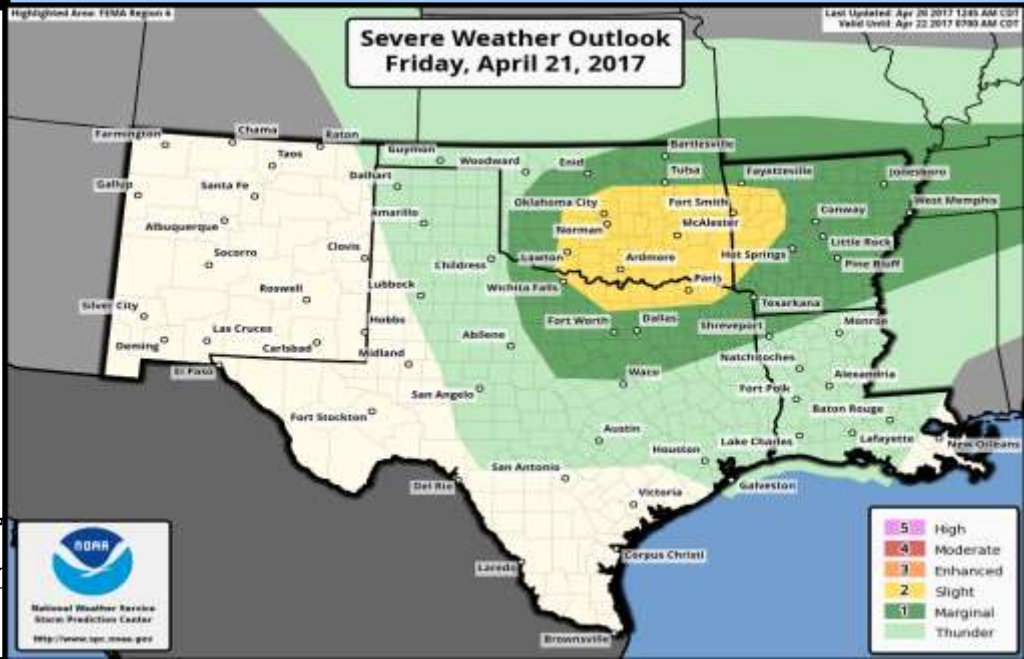 Highlighted Area: FEMA Region 6
Last Updated: Apr 20 2017 1245 AM CDT
Valid Until: Apr 22 2017 0700 AM CDT
Severe Weather Outlook
Friday, April 21, 2017
Farmington
Chama
Raton
Taos
Guymon
Woodward
Enid
Bartlesville
Tulsa
Fayetteville
Jonesboro
Gallup
Santa Fe
Dalhart
Oklahoma City
Fort Smith
West Memphis
Albuquerque
Amarillo
Norman
McAlester
Conway
Socorro
Clovis
Childress
Lawton
Ardmore
Hot Springs
Little Rock
Pine Bluff
Roswell
Lubbock
Wichita Falls
Paris
Texarkana
Silver City
Las Cruces
Hobbs
Abilene
Fort Worth
Dallas
Shreveport
Monroe
Deming
Carlsbad
Midland
El Paso
Natchitoches
San Angelo
Waco
Fort Polk
Alexandria
Fort Stockton
Baton Rouge
Austin
Houston
Lake Charles
Lafayette
New Orleans
San Antonio
Del Rio
Victoria
Galveston
Corpus Christi
Laredo
Brownsville
NOAA
National Weather Service
Storm Prediction Center
http://www.spc.noaa.gov
5 High
4 Moderate
3 Enhanced
2 Slight
1 Marginal
Thunder